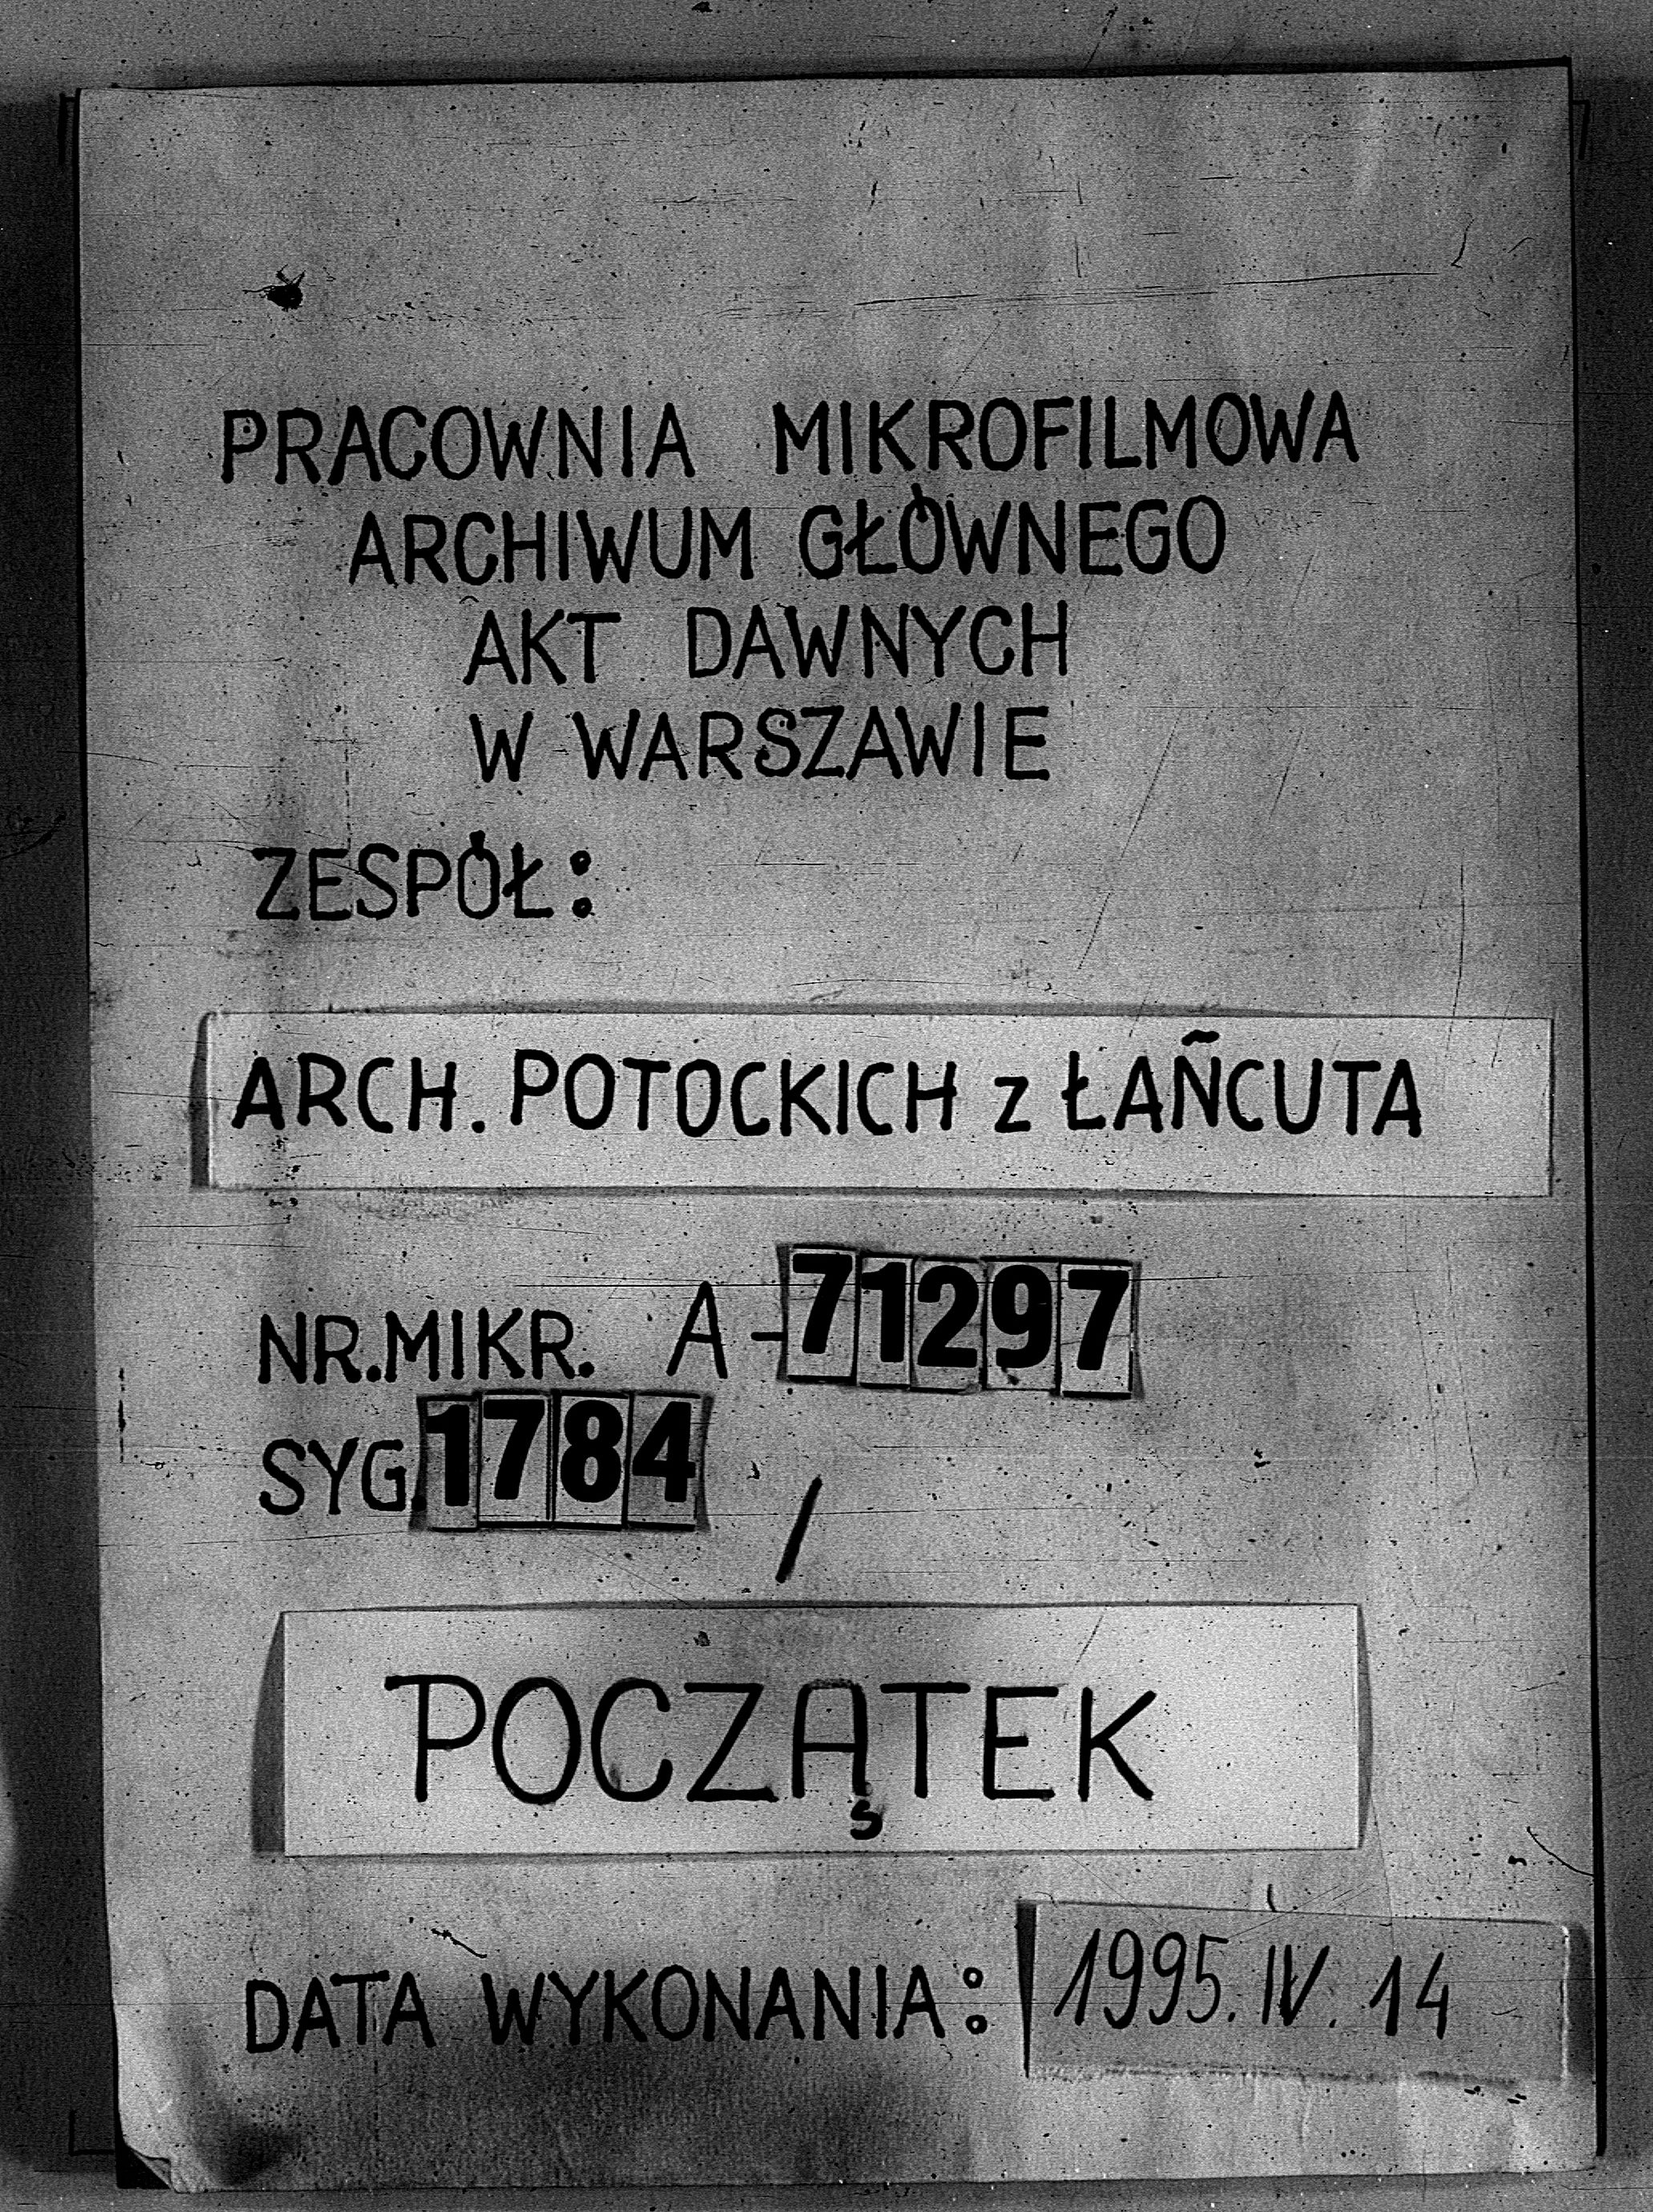 PRACOWNIA MIKROFILMOWA
ARCHIWUM GŁÓWNEGO
AKT DAWNYCH
W WARSZAWIE
ZESPÓŁ:
ARCH. POTOCKICH z ŁAŃCUTA
NR.MIKR. A-71297
SYG.1784
/
POCZĄTEK
DATA WYKONANIA: 1995.IV.14